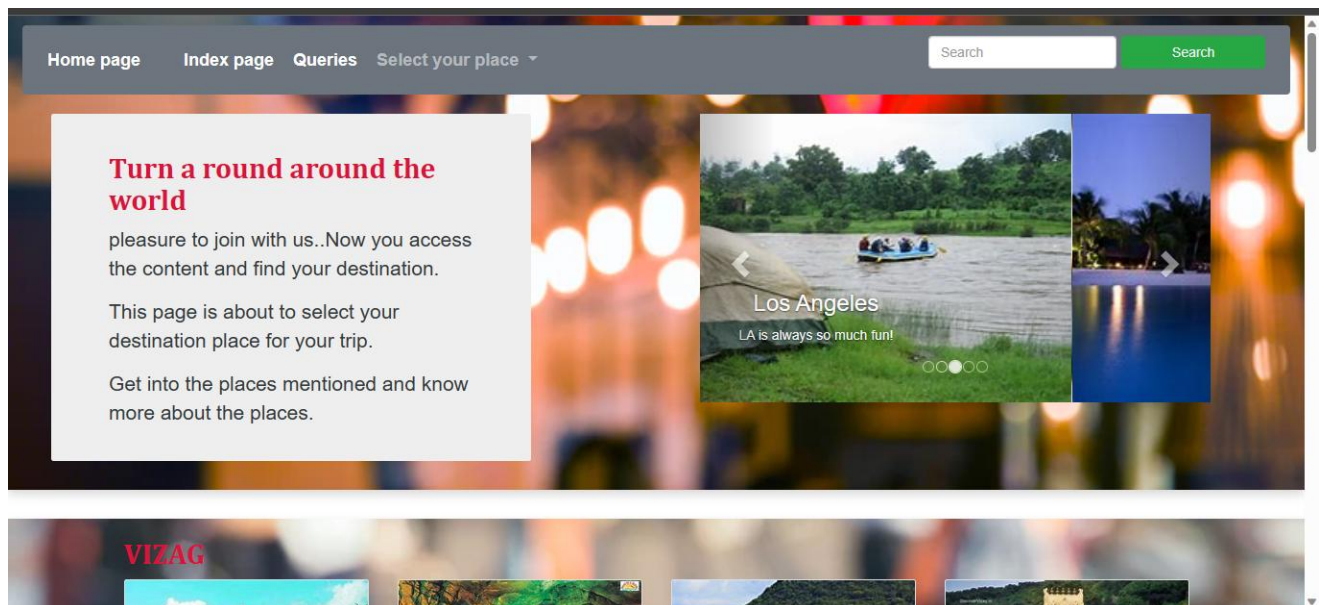 Home page Index page Queries Select your place
Search Search
Turn a round around the
world
pleasure to join with us..Now you access
the content and find your destination.
This page is about to select your
destination place for your trip.
Get into the places mentioned and know
more about the places.
Los Angeles
LA is always so much fun!
VIZAG